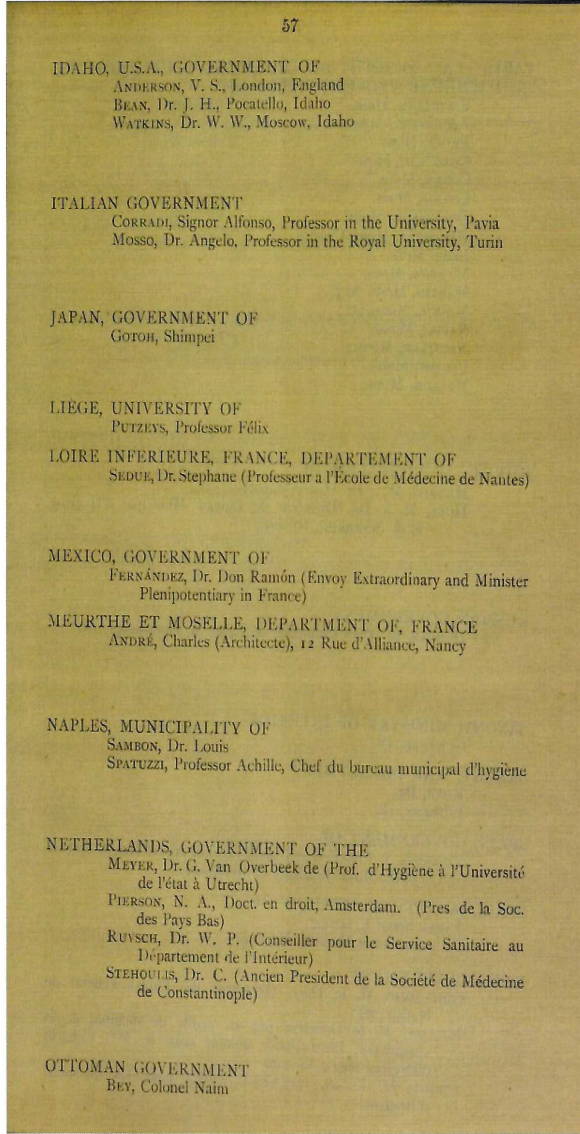 57
IDAHO, U.S.A., GOVERNMENT OF
ANDERSON, V. S., London, England
BEAN, Dr. J. H., Pocatello, Idaho
WATKINS, Dr. W. W., Moscow, Idaho
ITALIAN GOVERNMENT
CORRADI, Signor Alfonso, Professor in the University, Pavia
MOSSO, Dr. Angelo, Professor in the Royal University, Turin
JAPAN, GOVERNMENT OF
GOTOH, Shimpei
LIÉGE, UNIVERSITY OF
PUTZEYS, Professor Félix
LOIRE INFERIEURE, FRANCE, DEPARTEMENT OF
SEDUE, Dr. Stephane (Professeur a l'Ecole de Médecine de Nantes)
MEXICO, GOVERNMENT OF
FERNÁNDEZ, Dr. Don Ramón (Envoy Extraordinary and Minister
Plenipotentiary in France)
MEURTHE ET MOSELLE, DEPARTMENT OF, FRANCE
ANDRÉ, Charles (Architecte), 12 Rue d'Alliance, Nancy
NAPLES, MUNICIPALITY OF
SAMBON, Dr. Louis
SPATUZZI, Professor Achille, Chef du bureau municipal d'hygiène
NETHERLANDS, GOVERNMENT OF THE
MEYER, Dr. G. Van Overbeek de (Prof. d'Hygiène à l'Université
de l'état à Utrecht)
PIERSON, N. A., Doct. en droit, Amsterdam. (Pres de la Soc.
des Pays Bas)
RUYSCH, Dr. W. P. (Conseiller pour le Service Sanitaire au
Département de l'Intérieur)
STEHOULIS, Dr. C. (Ancien President de la Société de Médecine
de Constantinople)
OTTOMAN GOVERNMENT
BEY, Colonel Naim